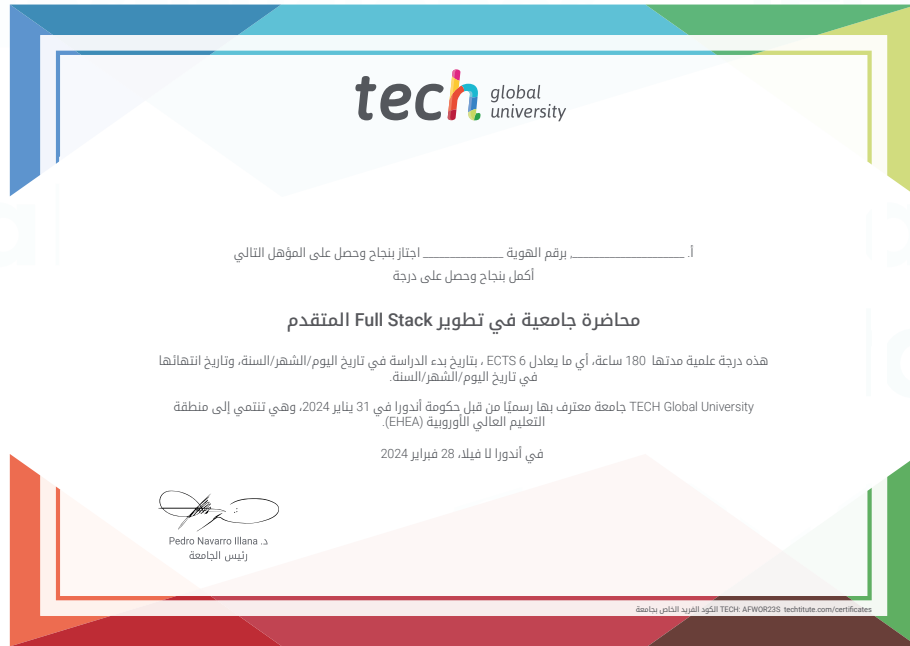 tech global
university
أ. ____________________, برقم الهوية ______________ اجتاز بنجاح وحصل على المؤهل التالي
أكمل بنجاح وحصل على درجة
محاضرة جامعية في تطوير Full Stack المتقدم
هذه درجة علمية مدتها 180 ساعة، أي ما يعادل 6 ECTS ، بتاريخ بدء الدراسة في تاريخ اليوم/الشهر/السنة، وتاريخ انتهائها
في تاريخ اليوم/الشهر/السنة.
TECH Global University جامعة معترف بها رسميًا من قبل حكومة أندورا في 31 يناير 2024، وهي تنتمي إلى منطقة
التعليم العالي الأوروبية (EHEA).
في أندورا لا فيلا، 28 فبراير 2024
د. Pedro Navarro Illana
رئيس الجامعة
الكود الفريد الخاص بجامعة TECH: AFWOR23S techtitute.com/certificates